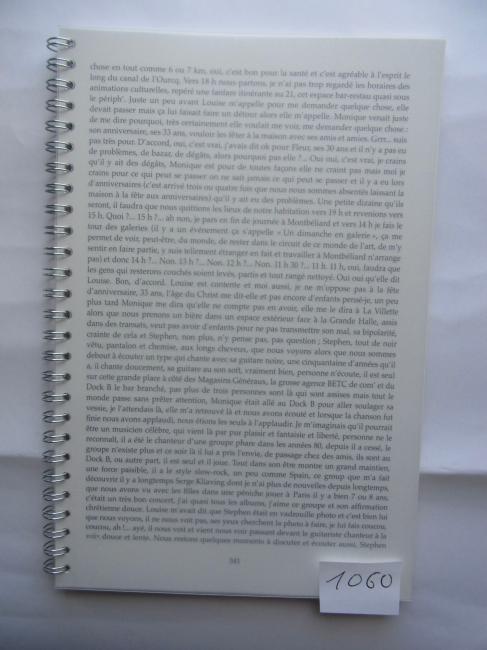 chose en tout comme 6 ou 7 km, oui, c'est bon pour la santé et c'est agréable à l'esprit le
long du canal de l'Ourcq. Vers 18 h nous partons, je n'ai pas trop regardé les horaires des
animations culturelles, repéré une fanfare itinérante au 21, cet espace bar-restau quasi sous
le périph'. Juste un peu avant Louise m'appelle pour me demander quelque chose, elle
devait passer mais ça lui faisait faire un détour alors elle m'appelle. Monique venait juste
de me dire pourquoi, très certainement elle voulait me voir, me demander quelque chose :
son anniversaire, ses 33 ans, vouloir les fêter à la maison avec ses amis et amies. Grrr... suis
pas très pour. D'accord, oui, c'est vrai, j'avais dit ok pour Fleur, ses 30 ans et il n'y a pas eu
de problèmes, de bazar, de dégâts, alors pourquoi pas elle ?... Oui oui, c'est vrai, je crains
qu'il y ait des dégâts, Monique est pour de toutes façons elle ne craint pas mais moi je
crains pour ce qui peut se passer on ne sait jamais ce qui peut se passer et il y a eu lors
d'anniversaires (c'est arrivé trois ou quatre fois que nous nous sommes absentés laissant la
maison à la fête aux anniversaires) qu'il y ait eu des problèmes. Une petite dizaine qu'ils
seront, il faudra que nous quittions les lieux de notre habitation vers 19 h et revenions vers
15 h. Quoi ?... 15 h ?... ah non, je pars en fin de journée à Montbéliard et vers 14 h je fais le
tour des galeries (il y a un événement ça s'appelle « Un dimanche en galerie », ça me
permet de voir, peut-être, du monde, de rester dans le circuit de ce monde de l'art, de m'y
sentir en faire partie, y suis tellement étranger en fait et travailler à Montbéliard n'arrange
pas) et donc 14 h ?... Non. 13 h ?... Non. 12 h ?... Non. 11 h 30 ?... 11 h. 11 h, oui, faudra que
les gens qui resterons couchés soient levés, partis et tout rangé nettoyé. Oui oui elle dit
Louise. Bon, d'accord. Louise est contente et moi aussi, je ne m'oppose pas à la fête
d'anniversaire, 33 ans, l'âge du Christ me dit-elle et pas encore d'enfants pensé-je, un peu
plus tard Monique me dira qu'elle ne compte pas en avoir, elle me le dira à La Villette
alors que nous prenons un bière dans un espace extérieur face à la Grande Halle, assis
dans des transats, veut pas avoir d'enfants pour ne pas transmettre son mal, sa bipolarité,
crainte de cela et Stephen, non plus, n'y pense pas, pas question ; Stephen, tout de noir
vêtu, pantalon et chemise, aux longs cheveux, que nous voyons alors que nous sommes
debout à écouter un type qui chante avec sa guitare noire, une cinquantaine d'années qu'il
a, il chante doucement, sa guitare au son soft, vraiment bien, personne n'écoute, il est seul
sur cette grande place à côté des Magasins Généraux, la grosse agence BETC de com' et du
Dock B le bar branché, pas plus de trois personnes sont là qui sont assises mais tout le
monde passe sans prêter attention, Monique était allé au Dock B pour aller soulager sa
vessie, je l'attendais là, elle m'a retrouvé là et nous avons écouté et lorsque la chanson fut
finie nous avons applaudi, nous étions les seuls à l'applaudir. Je m'imaginais qu'il pourrait
être un musicien célèbre, qui vient là par pur plaisir et fantaisie et liberté, personne ne le
reconnaît, il a été le chanteur d'une groupe phare dans les années 80, depuis il a cessé, le
groupe n'existe plus et ce soir là il lui a pris l'envie, de passage chez des amis, ils sont au
Dock B, ou autre part, il est seul et il joue. Tout dans son être montre un grand maintien,
une force passible, il a le style slow-rock, un peu comme Spain, ce group que m'a fait
découvrir il y a longtemps Serge Kliaving dont je n'ai plus de nouvelles depuis longtemps,
que nous avons vu avec les filles dans une péniche jouer à Paris il y a bien 7 ou 8 ans,
c'était un très bon concert, j'ai quasi tous les albums, j'aime ce groupe et son affirmation
chrétienne douce. Louise m'avait dit que Stephen était en vadrouille photo et c'est bien lui
que nous voyons, il ne nous voit pas, ses yeux cherchent la photo à faire, je lui fais coucou,
coucou, ah !... ayé, il nous voit et vient nous voir passant devant le guitariste chanteur à la
voix douce et lente. Nous restons quelques moments à discuter et écouter aussi, Stephen
341
1060